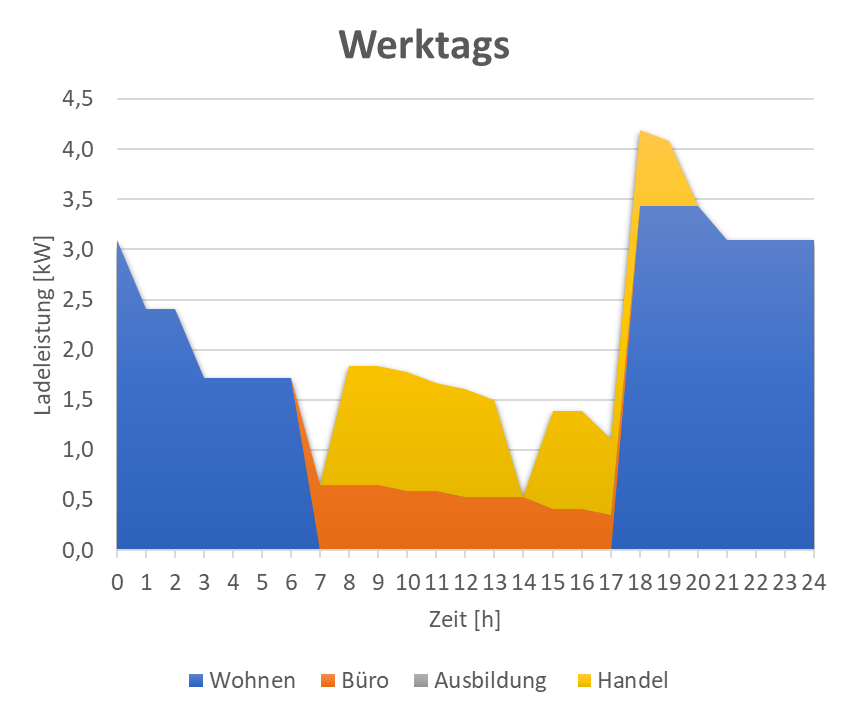 Werktags
4,5
4,0
3,5
3,0
2,5
2,0
1,5
1,0
0,5
0,0
Ladeleistung [kW]
0 1 2 3 4 5 6 7 8 9 10 11 12 13 14 15 16 17 18 19 20 21 22 23 24
Zeit [h]
Wohnen Büro Ausbildung Handel